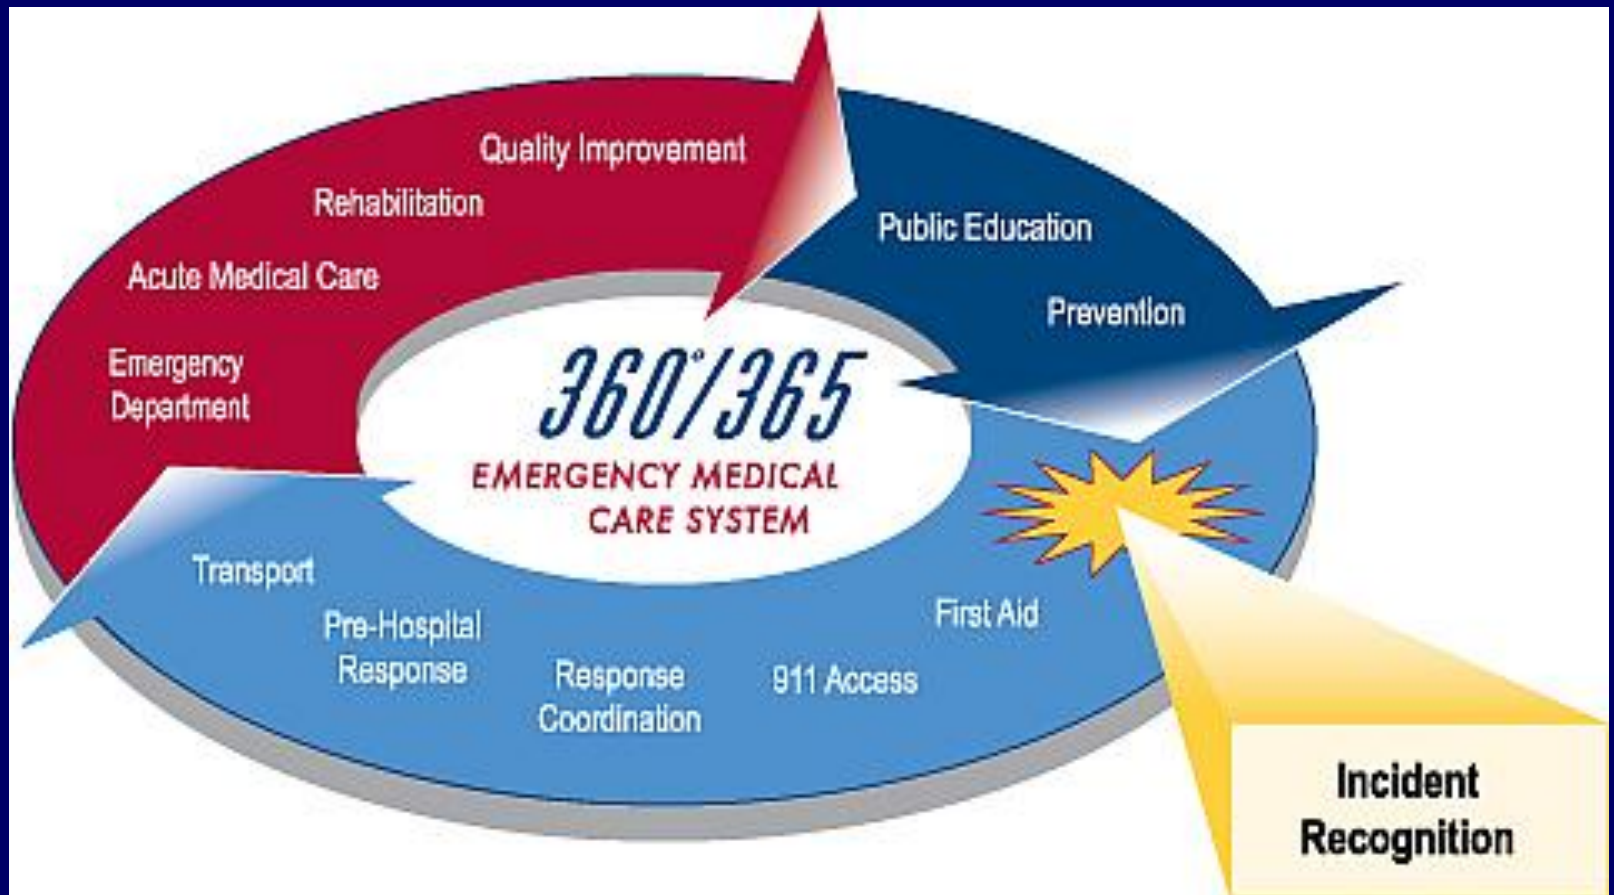 Quality Improvement
Rehabilitation
Acute Medical Care
Emergency
Department
Public Education
Prevention
360°/365
EMERGENCY MEDICAL
CARE SYSTEM
Transport
Pre-Hospital
Response
Response
Coordination
911 Access
First Aid
Incident
Recognition